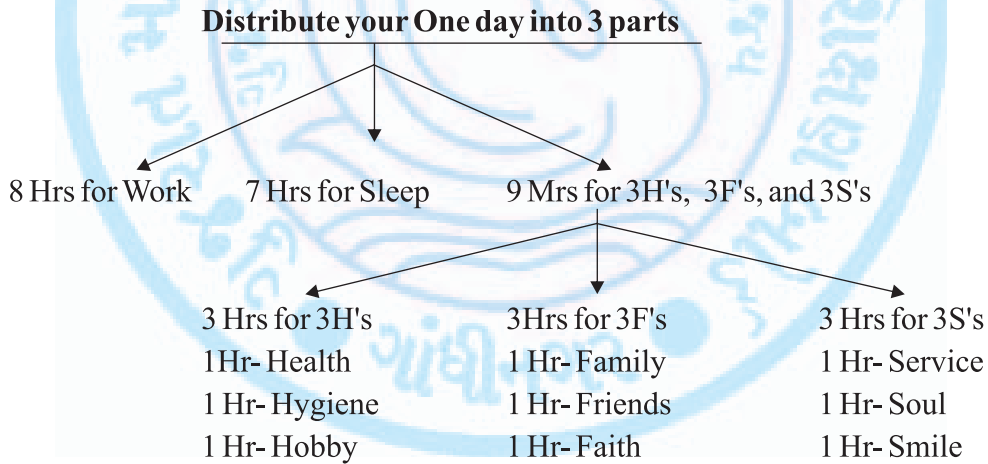 Distribute your One day into 3 parts
8 Hrs for Work 7 Hrs for Sleep 9 Mrs for 3H's, 3F's, and 3S's
3 Hrs for 3H's 3Hrs for 3F's 3 Hrs for 3S's
1Hr- Health 1 Hr- Family 1 Hr- Service
1 Hr- Hygiene 1 Hr- Friends 1 Hr- Soul
1 Hr- Hobby 1 Hr- Faith 1 Hr- Smile